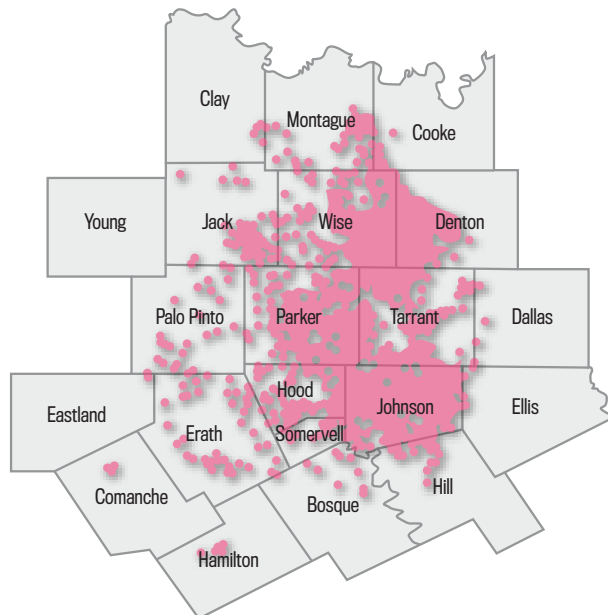 Clay
Montague
Cooke
Young
Jack
Wise
Denton
Palo Pinto
Parker
Tarrant
Dallas
Eastland
Hood
Johnson
Ellis
Erath
Somervell
Comanche
Bosque
Hill
Hamilton